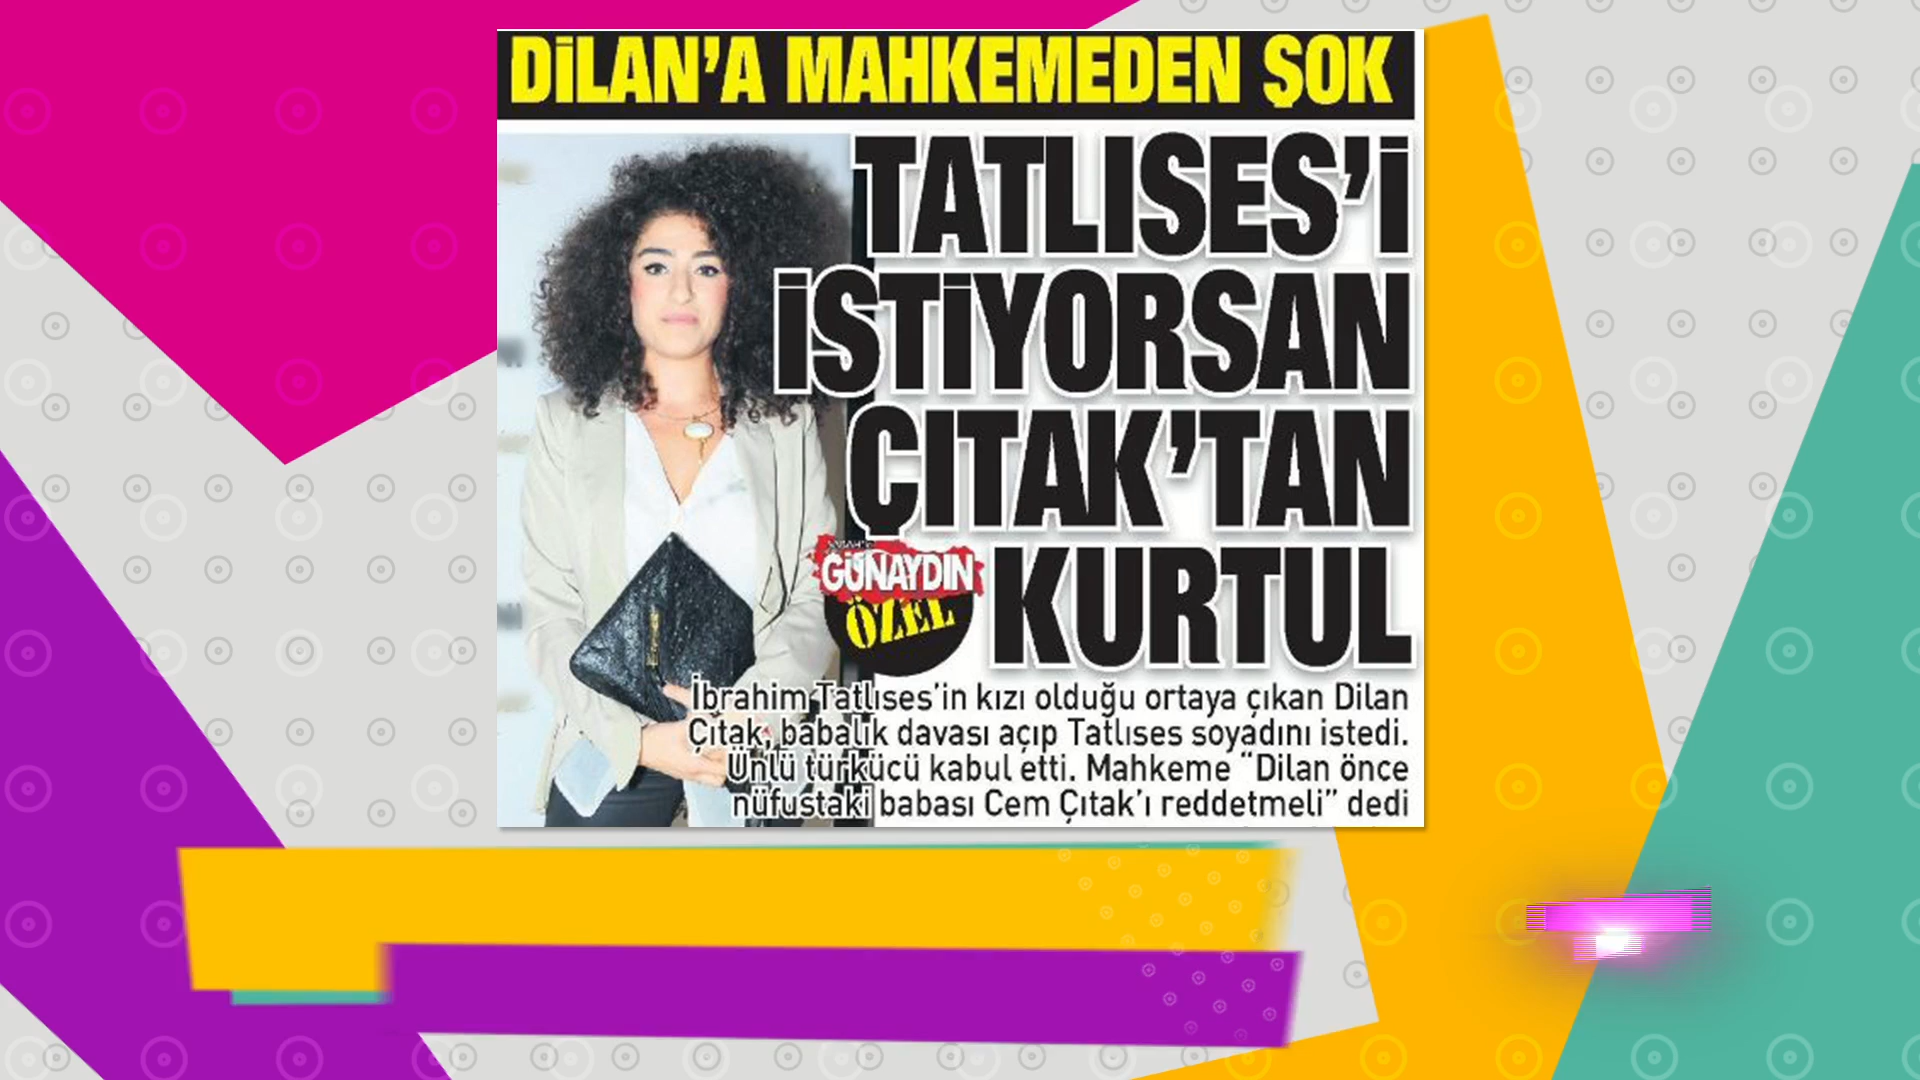 DİLAN'A MAHKEMEDEN ŞOK
TATLISES'İ
İSTİYORSAN
ÇITAK'TAN
KURTUL
GÜNAYDIN
ÖZEL
İbrahim Tatlıses'in kızı olduğu ortaya çıkan Dilan
Çıtak, babalık davası açıp Tatlıses soyadını istedi.
Ünlü türkücü kabul etti. Mahkeme “Dilan önce
nüfustaki babası Cem Çıtak'ı reddetmeli” dedi